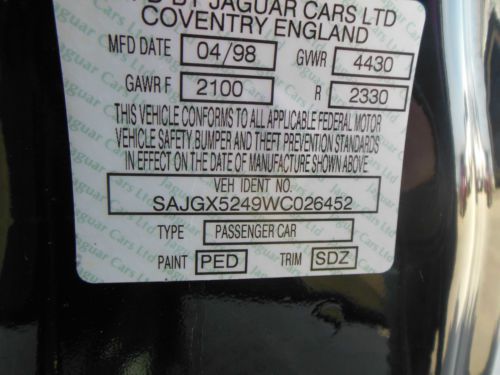 BY JAGUAR CARS LTD
COVENTRY ENGLAND
MFD DATE 04/98 GVWR 4430
GAWR F 2100 R 2330
THIS VEHICLE CONFORMS TO ALL APPLICABLE FEDERAL MOTOR
VEHICLE SAFETY, BUMPER AND THEFT PREVENTION STANDARDS
IN EFFECT ON THE DATE OF MANUFACTURE SHOWN ABOVE
VEH IDENT NO.
SAJGX5249WC026452
TYPE PASSENGER CAR
PAINT PED TRIM SDZ